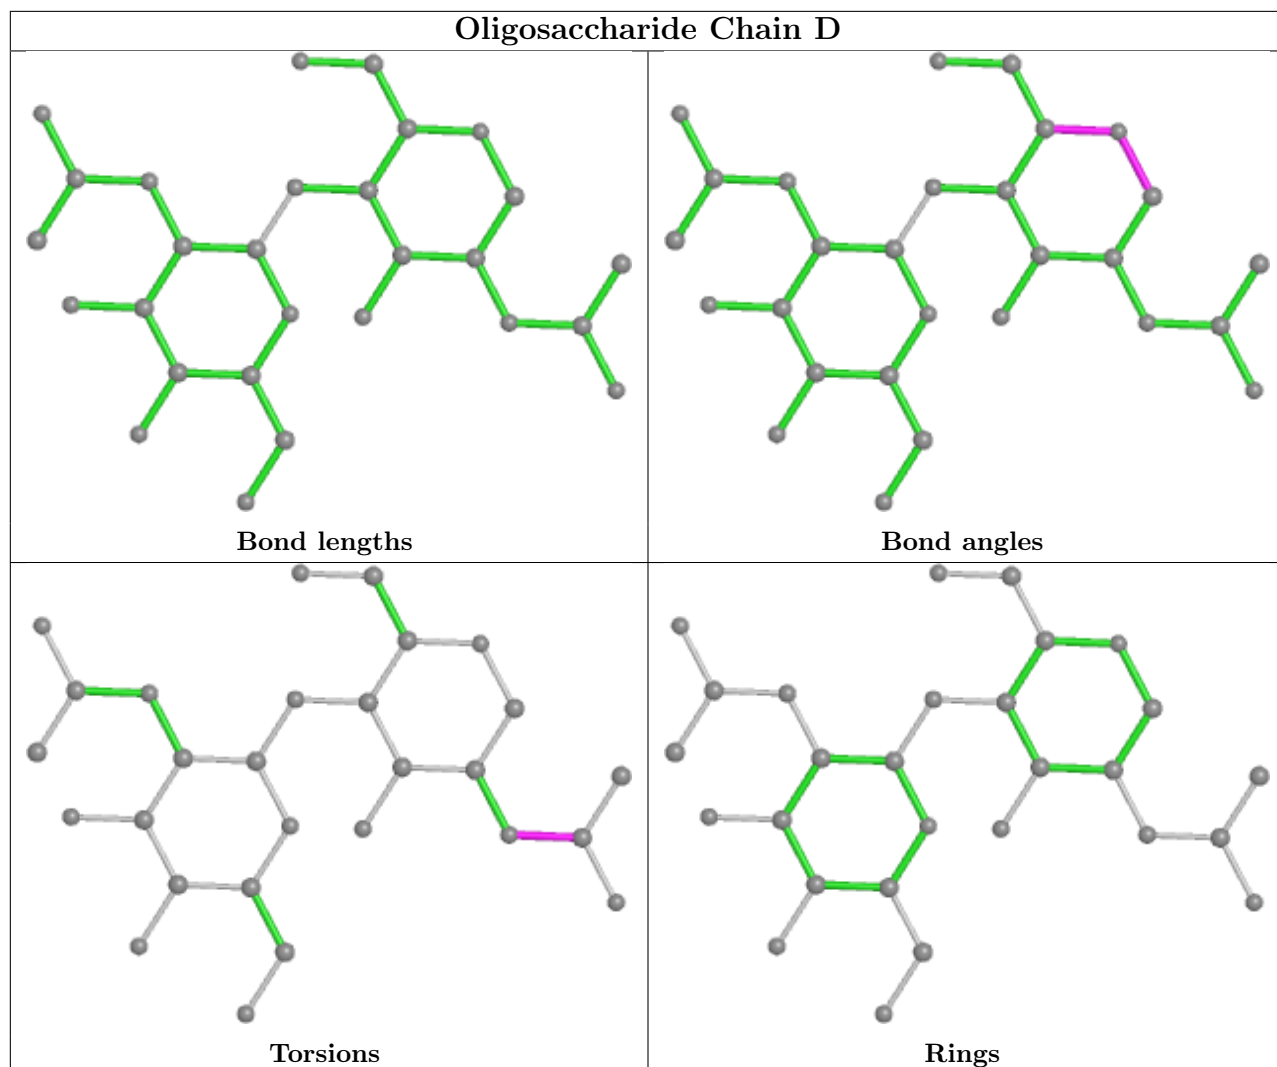 Oligosaccharide Chain D
Bond lengths
Bond angles
Torsions
Rings